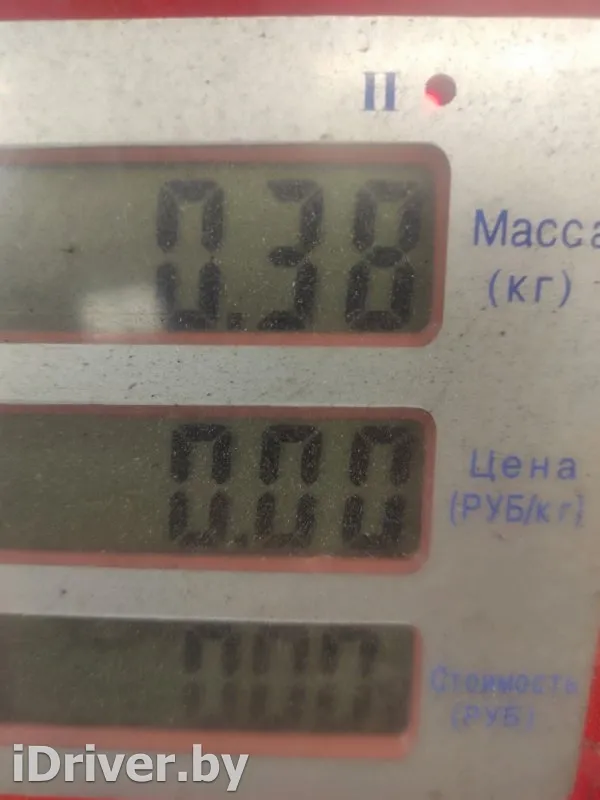 II
0.38
Масса
(кг)
0.00
Цена
(РУБ/кг)
0.00
Стоимость
(РУБ)
iDriver.by